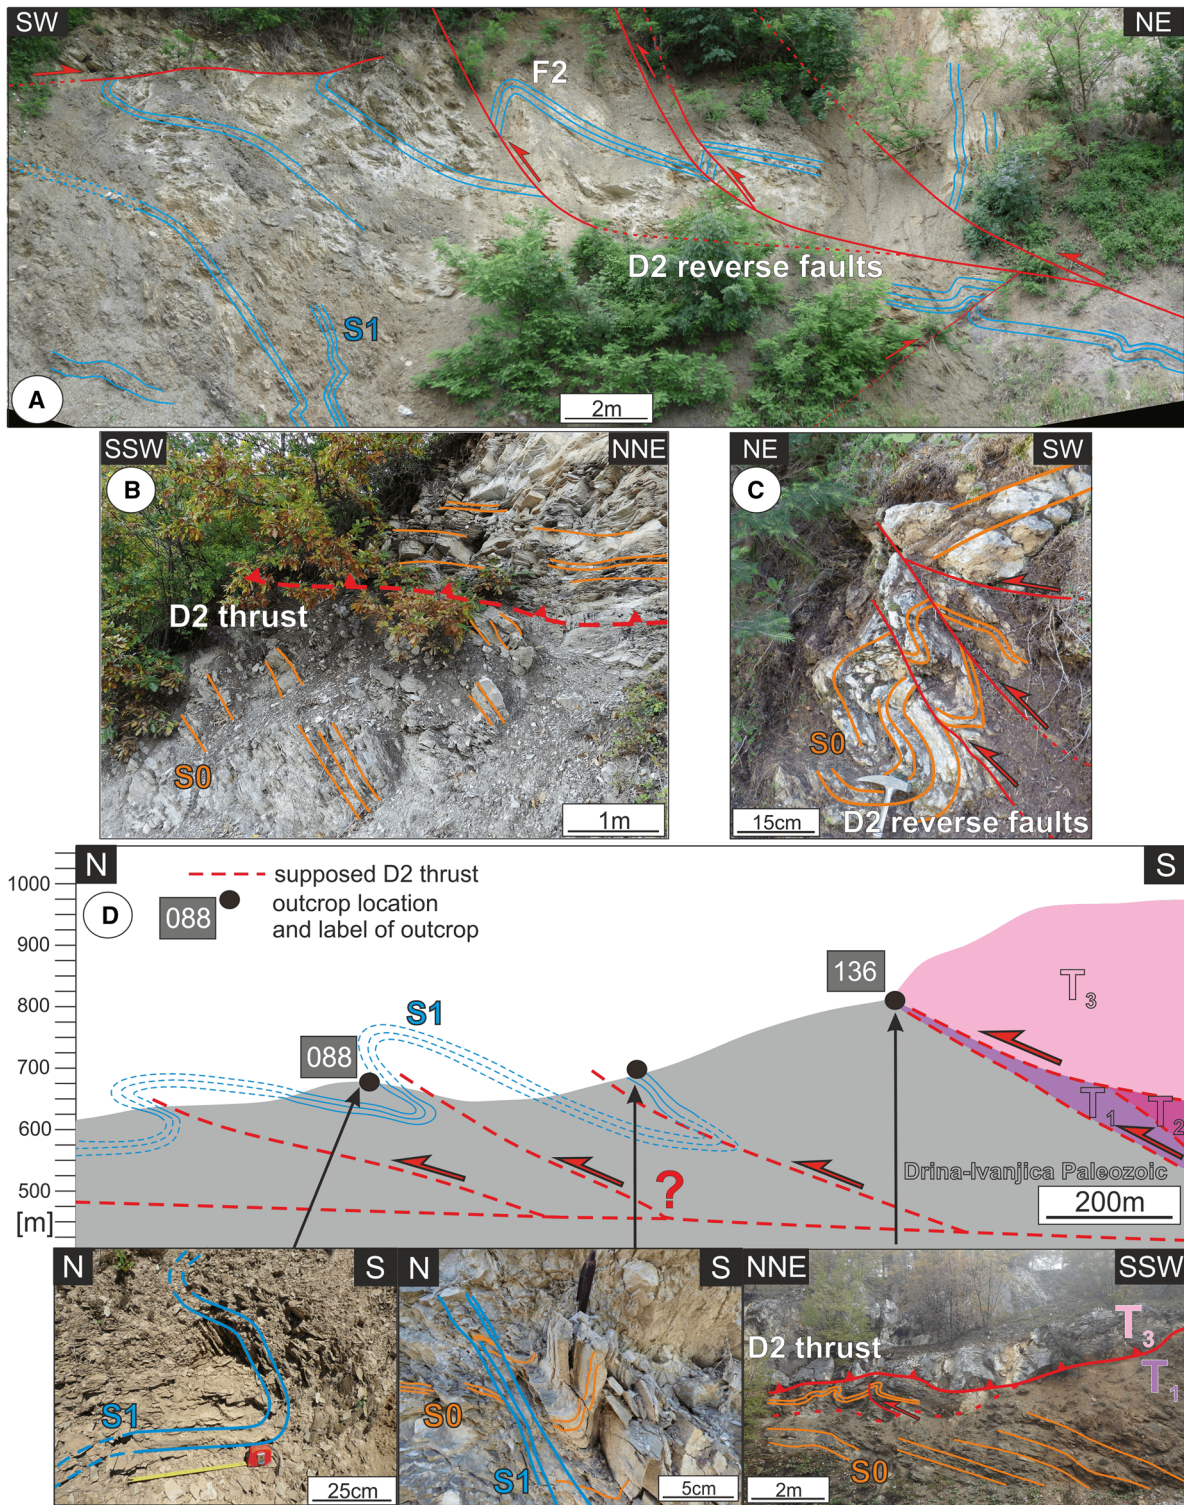 SW
NE
F2
D2 reverse faults
S1
A
2m
SSW
B
NNE
D2 thrust
S0
1m
NE
C
SW
S0
15cm
D2 reverse faults
N
S
supposed D2 thrust
D
088
outcrop location
and label of outcrop
1000
900
800
700
600
500
[m]
136
T3
S1
088
T1
T2
Drina-Ivanjica Paleozoic
?
200m
N
S
S1
25cm
N
S
S0
S1
5cm
NNE
SSW
D2 thrust
T3
T1
S0
2m